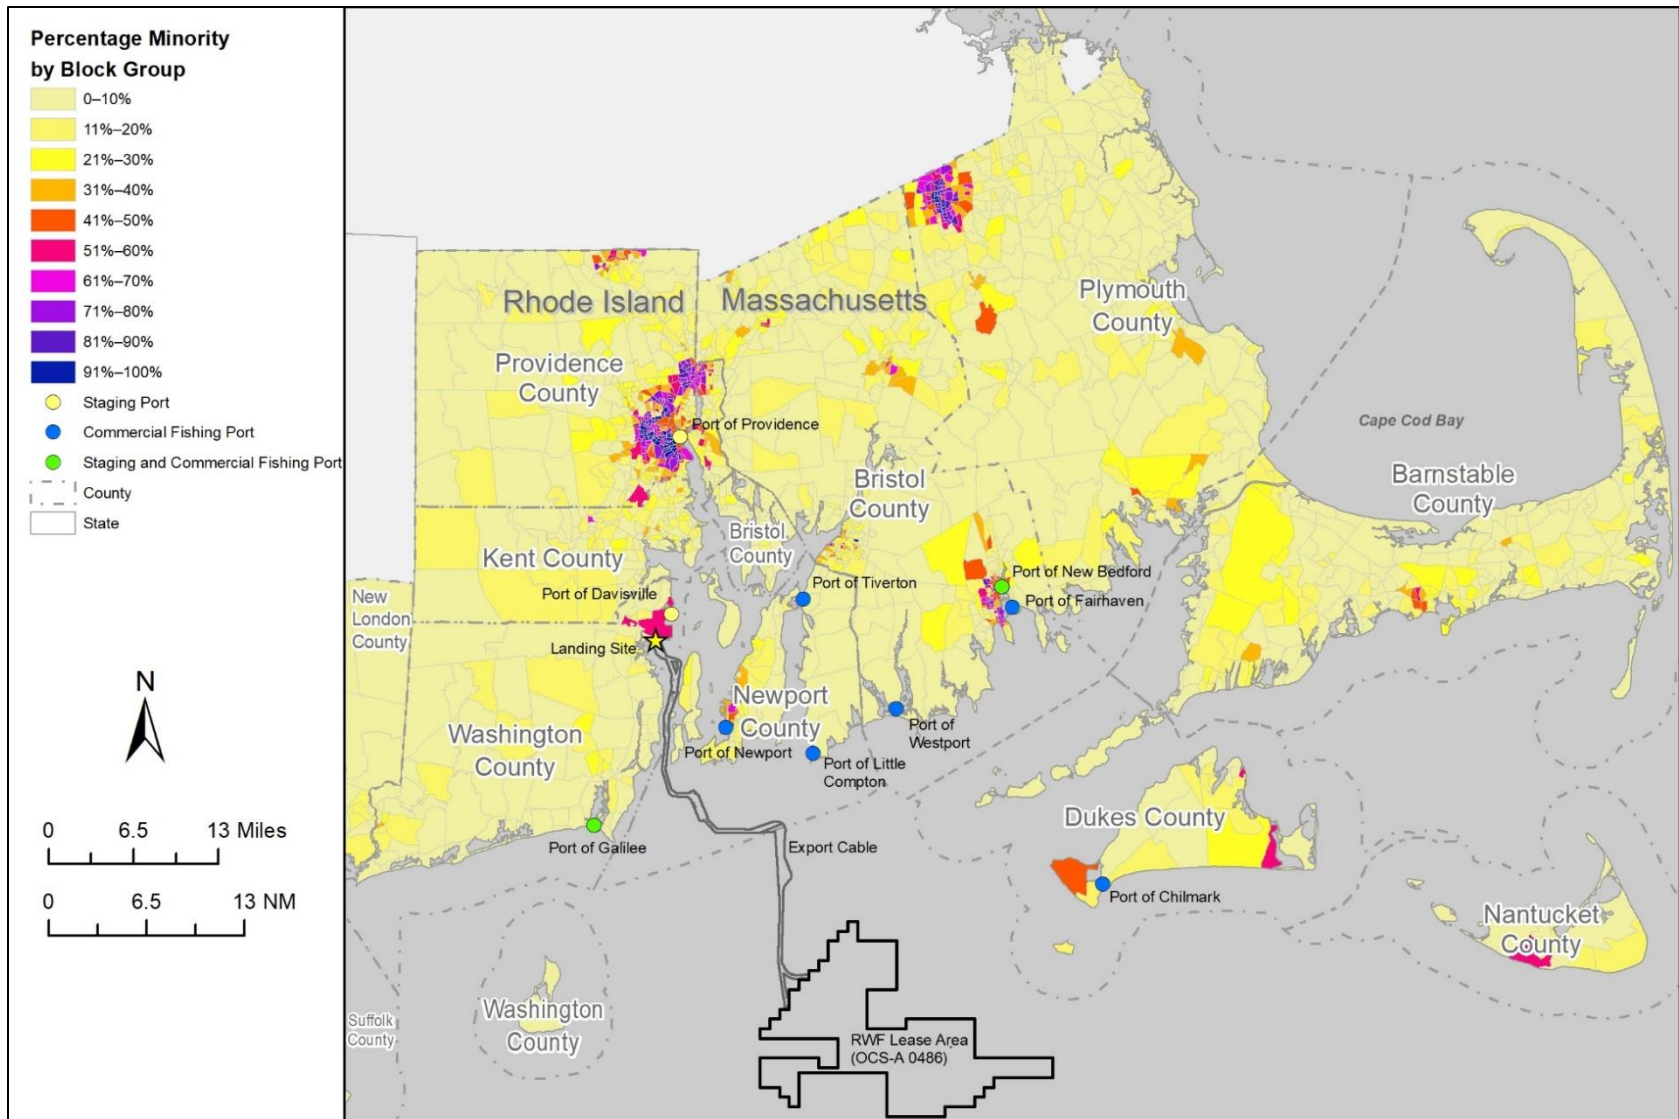 Percentage Minority
by Block Group
0–10%
11%–20%
21%–30%
31%–40%
41%–50%
51%–60%
61%–70%
71%–80%
81%–90%
91%–100%
Staging Port
Commercial Fishing Port
Staging and Commercial Fishing Port
County
State
N
0 6.5 13 Miles
0 6.5 13 NM
Rhode Island
Massachusetts
Plymouth
County
Providence
County
Port of Providence
Cape Cod Bay
Barnstable
County
Bristol
County
Bristol
County
Kent County
New
London
County
Port of Davisville
Port of Tiverton
Port of New Bedford
Port of Fairhaven
Landing Site
Newport
County
Port of Newport
Port of
Westport
Port of Little
Compton
Washington
County
Port of Galilee
Export Cable
Dukes County
Port of Chilmark
Nantucket
County
Washington
County
Suffolk
County
RWF Lease Area
(OCS-A 0486)